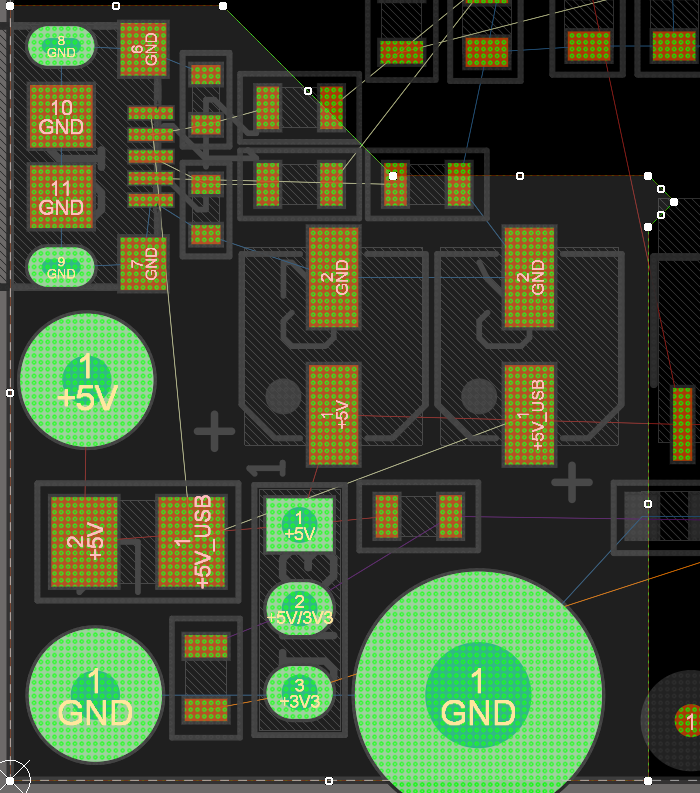 8
GND
6
GND
10
GND
11
GND
9
GND
7
GND
2
GND
2
GND
1
+5V
1
+5V
1
+5V_USB
2
+5V
1
+5V_USB
1
+5V
2
+5V/3V3
3
+3V3
1
GND
1
GND
1
1
+
+